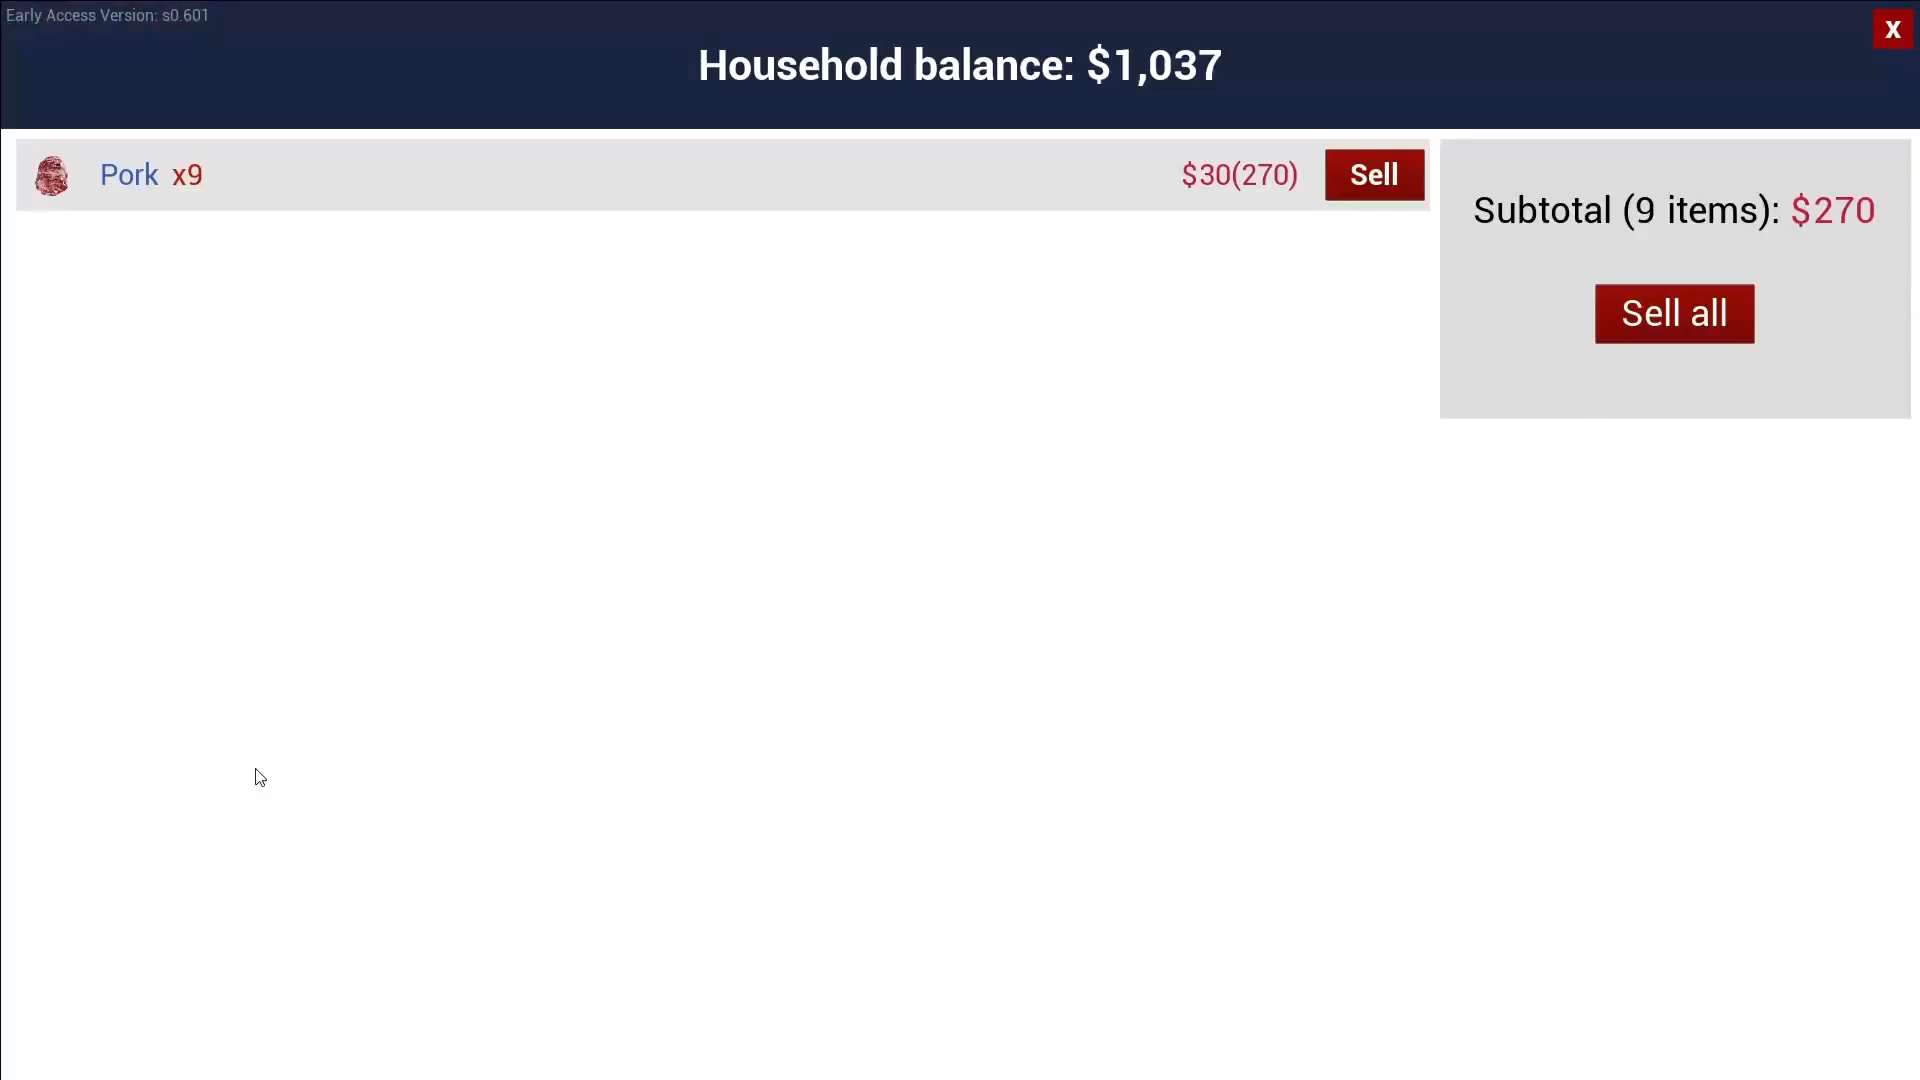 Early Access Version: s0.601
X
Household balance: $1,037
Pork x9 $30(270) Sell
Subtotal (9 items): $270
Sell all